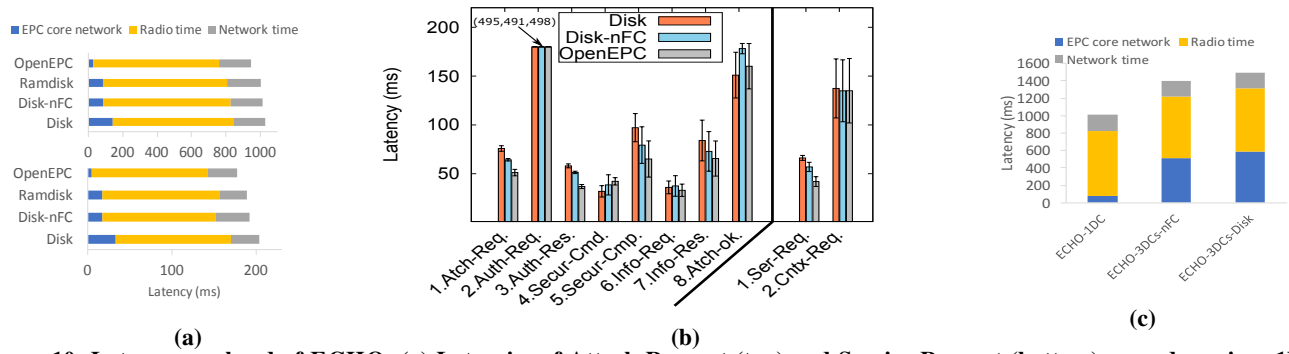 EPC core network Radio time Network time
OpenEPC
Ramdisk
Disk-nFC
Disk
0 200 400 600 800 1000
OpenEPC
Ramdisk
Disk-nFC
Disk
0 100 200
Latency (ms)
(a)
(495,491,498)
Disk
Disk-nFC
OpenEPC
200
150
100
50
Latency (ms)
1.Atch-Req.
2.Auth-Req.
3.Auth-Res.
4.Secur-Cmd.
5.Secur-Cmp.
6.Info-Req.
7.Info-Res.
8.Atch-ok.
1.Ser-Req.
2.Cntx-Req.
(b)
EPC core network Radio time
Network time
1600
1400
1200
1000
800
600
400
200
0
Latency (ms)
ECHO-1DC
ECHO-3DCs-nFC
ECHO-3DCs-Disk
(c)